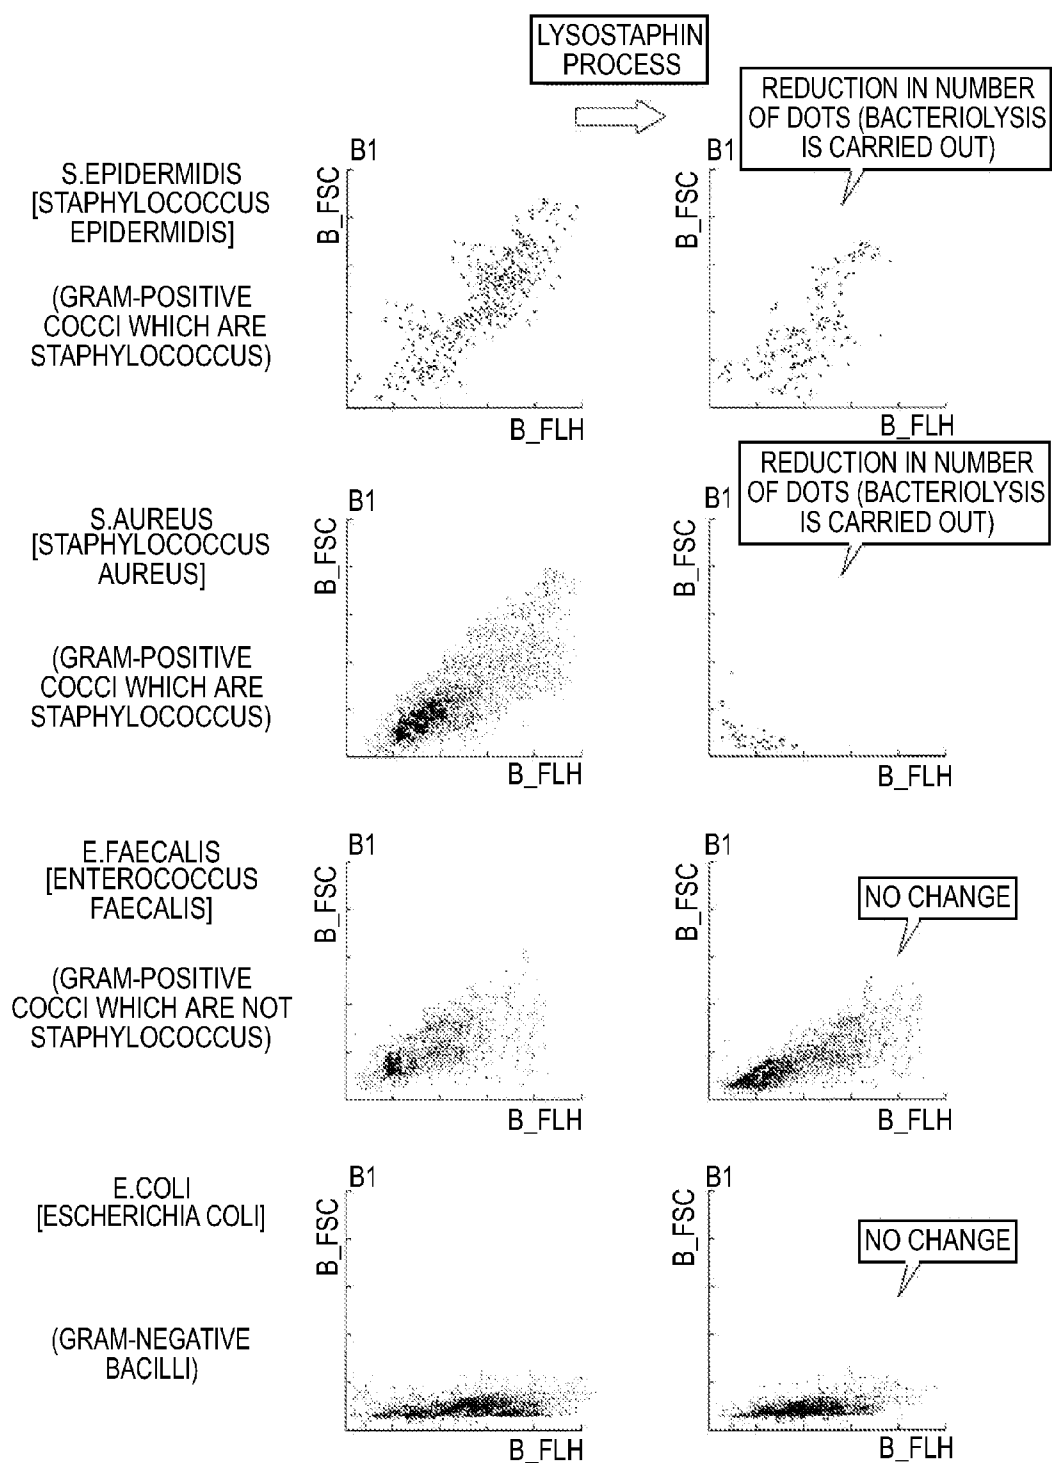 LYSOSTAPHIN
PROCESS
REDUCTION IN NUMBER
OF DOTS (BACTERIOLYSIS
IS CARRIED OUT)
S.EPIDERMIDIS
[STAPHYLOCOCCUS
EPIDERMIDIS]
(GRAM-POSITIVE
COCCI WHICH ARE
STAPHYLOCOCCUS)
B1
B_FSC
B_FLH
B1
B_FSC
B_FLH
REDUCTION IN NUMBER
OF DOTS (BACTERIOLYSIS
IS CARRIED OUT)
S.AUREUS
[STAPHYLOCOCCUS
AUREUS]
(GRAM-POSITIVE
COCCI WHICH ARE
STAPHYLOCOCCUS)
B1
B_FSC
B_FLH
B1
B_FSC
B_FLH
E.FAECALIS
[ENTEROCOCCUS
FAECALIS]
(GRAM-POSITIVE
COCCI WHICH ARE NOT
STAPHYLOCOCCUS)
B1
B_FSC
B_FLH
B1
B_FSC
NO CHANGE
B_FLH
E.COLI
[ESCHERICHIA COLI]
(GRAM-NEGATIVE
BACILLI)
B1
B_FSC
B_FLH
B1
B_FSC
NO CHANGE
B_FLH